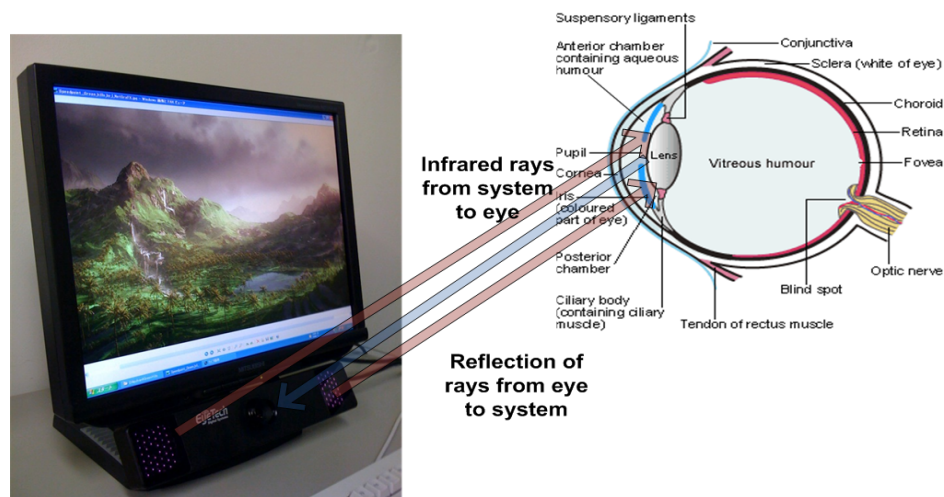 Suspensory ligaments
Anterior chamber
containing aqueous
humour
Conjunctiva
Sclera (white of eye)
Choroid
Retina
Fovea
Pupil
Lens
Vitreous humour
Cornea
Iris
(coloured
part of eye)
Posterior
chamber
Blind spot
Optic nerve
Ciliary body
(containing ciliary
muscle)
Tendon of rectus muscle
Infrared rays
from system
to eye
Reflection of
rays from eye
to system
EyeTech